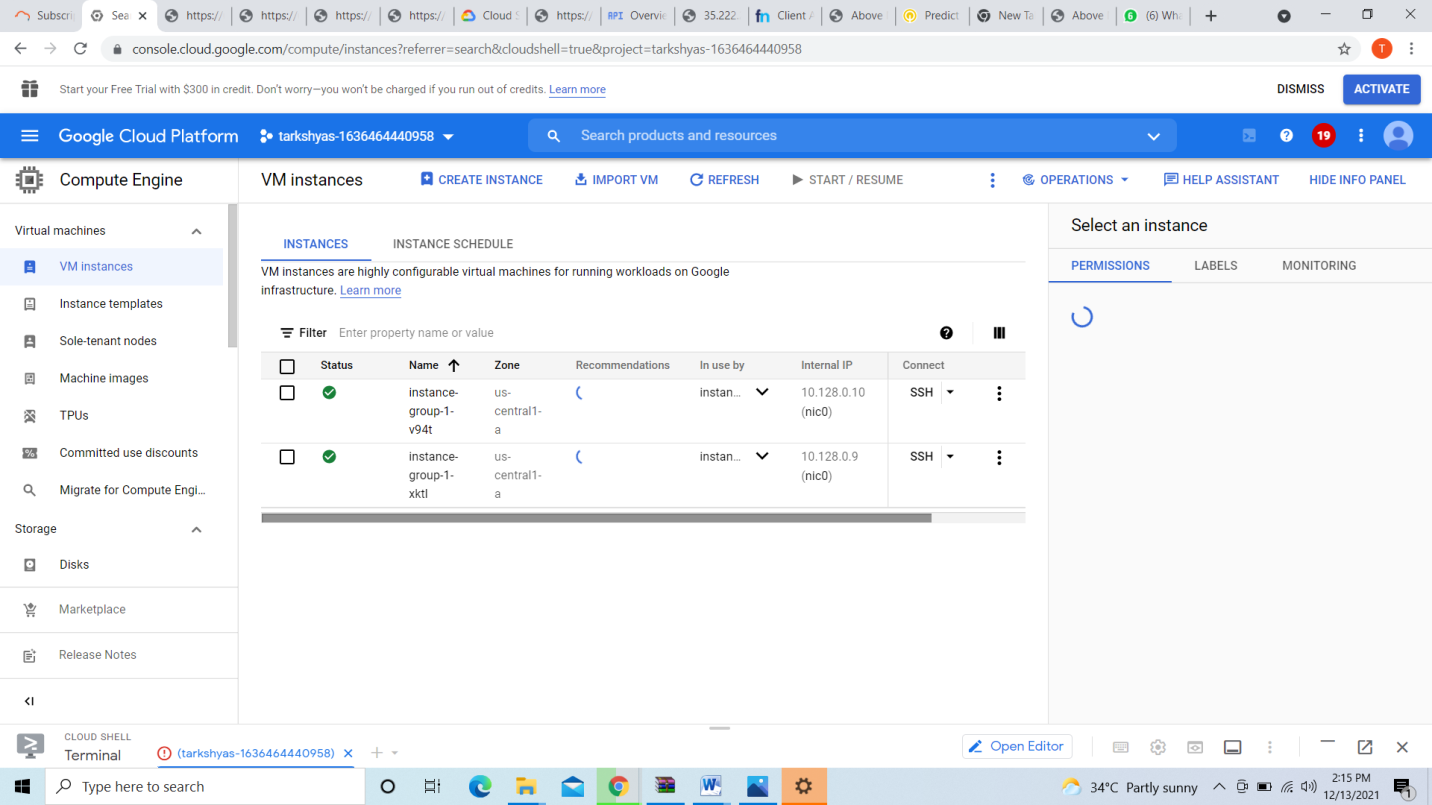 Subscri
Sea
https:/
https:/
https:/
https:/
Cloud S
https:/
API Overvie
35.222.
fn Client A
Above
Predict
New Ta
Above
6 (6) Wha
console.cloud.google.com/compute/instances?referrer=search&cloudshell=true&project=tarkshyas-1636464440958
T
Start your Free Trial with $300 in credit. Don't worry—you won't be charged if you run out of credits. Learn more
DISMISS
ACTIVATE
Google Cloud Platform
tarkshyas-1636464440958
Search products and resources
19
Compute Engine
VM instances
CREATE INSTANCE
IMPORT VM
REFRESH
START / RESUME
OPERATIONS
HELP ASSISTANT
HIDE INFO PANEL
Virtual machines
VM instances
Instance templates
Sole-tenant nodes
Machine images
TPUs
Committed use discounts
Migrate for Compute Engi...
Storage
Disks
Marketplace
Release Notes
INSTANCES
INSTANCE SCHEDULE
VM instances are highly configurable virtual machines for running workloads on Google
infrastructure. Learn more
Filter Enter property name or value
Status Name Zone Recommendations In use by Internal IP Connect
instance- us- instan... 10.128.0.10 SSH
group-1- central1- (nic0)
v94t a
instance- us- instan... 10.128.0.9 SSH
group-1- central1- (nic0)
xktl a
Select an instance
PERMISSIONS
LABELS
MONITORING
CLOUD SHELL
Terminal
(tarkshyas-1636464440958)
Open Editor
Type here to search
34°C Partly sunny
2:15 PM
12/13/2021
1